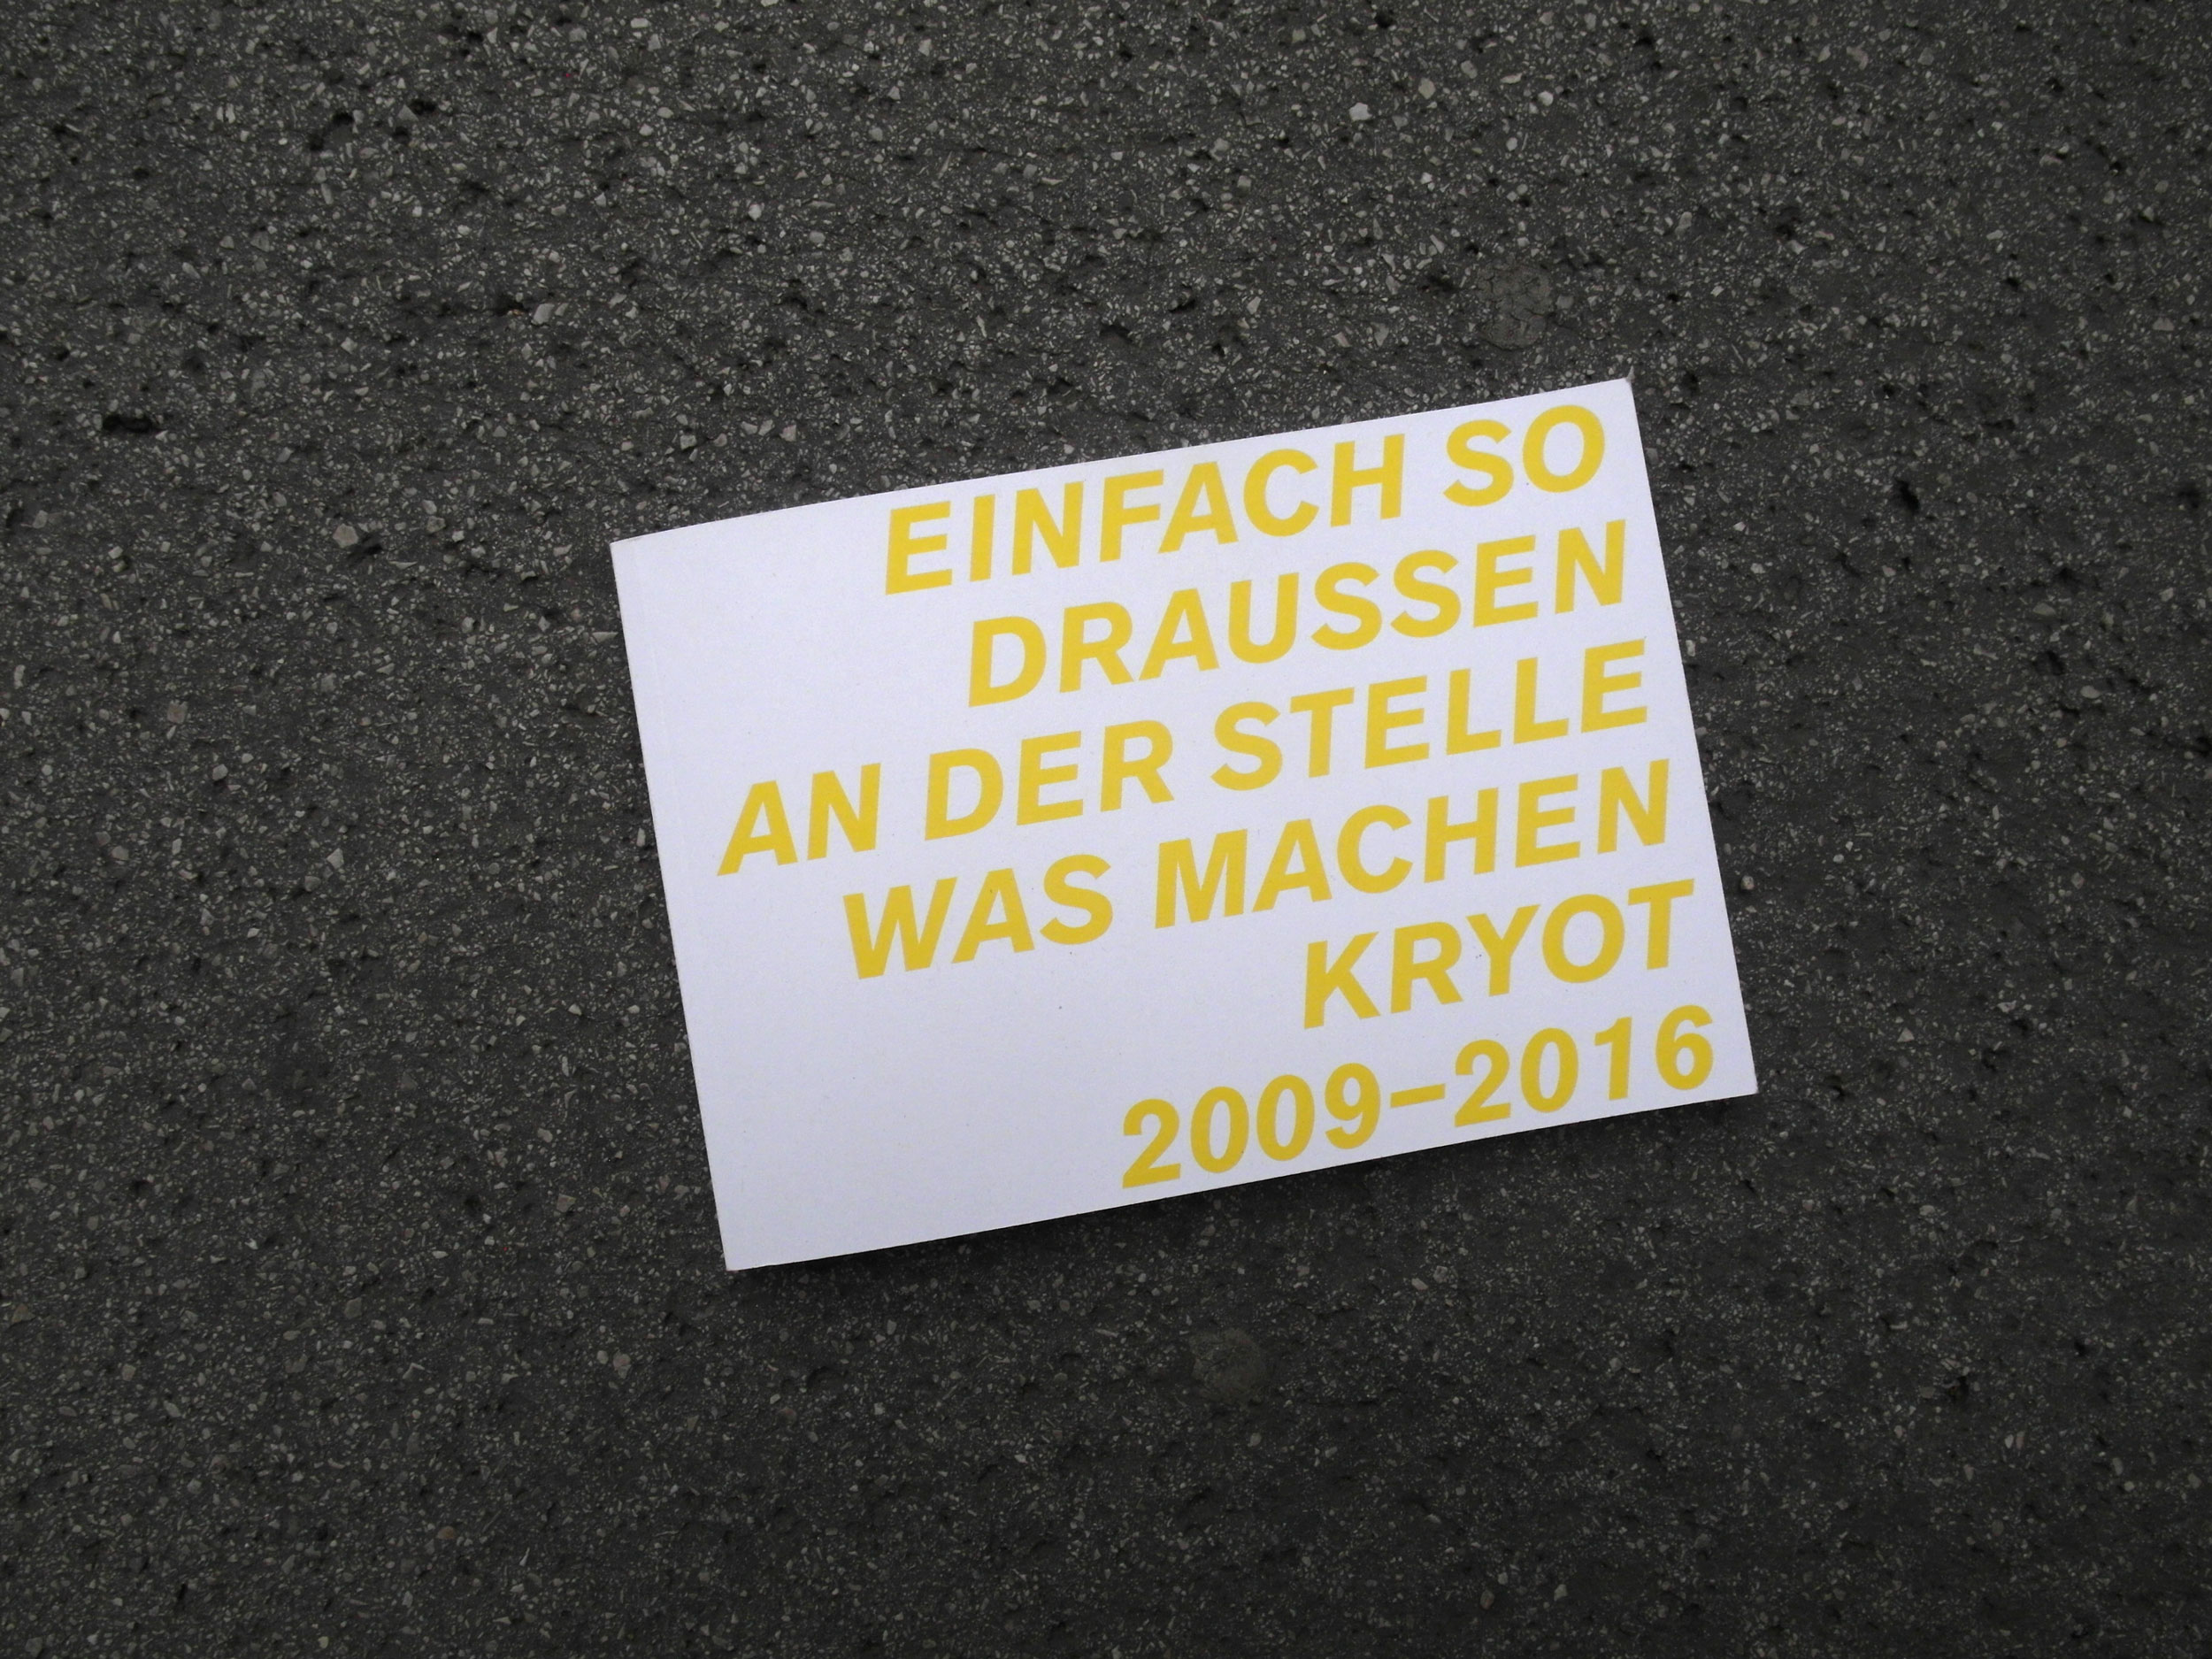 EINFACH SO
DRAUSSEN
AN DER STELLE
WAS MACHEN
KRYOT
2009–2016